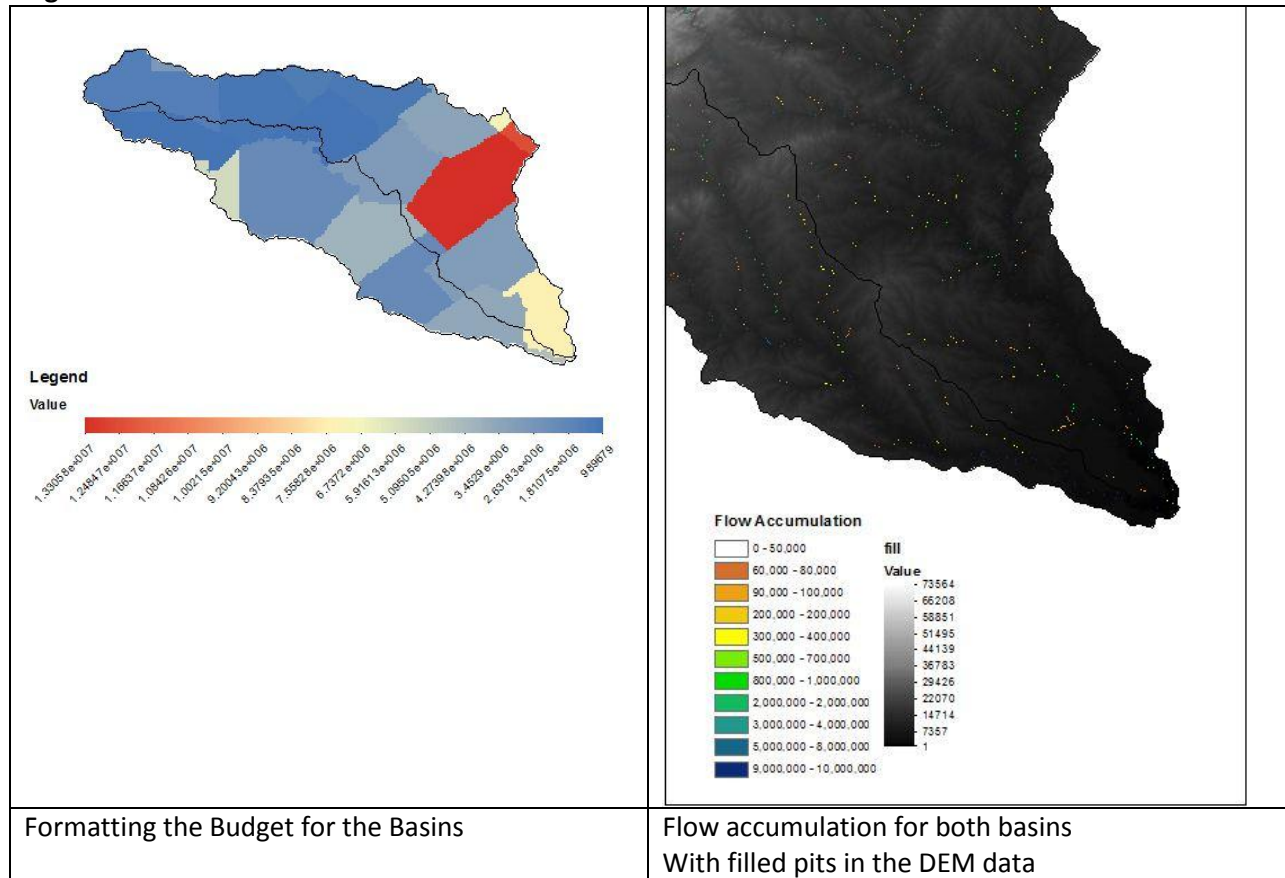 Legend
Value
1.33058e+007
1.24847e+007
1.16637e+007
1.08426e+007
1.00215e+007
9.20043e+006
8.37935e+006
7.55828e+006
6.7372e+006
5.91613e+006
5.09505e+006
4.27398e+006
3.4529e+006
2.63183e+006
1.81075e+006
989679
Formatting the Budget for the Basins
Flow Accumulation
0 - 50,000
60,000 - 80,000
90,000 - 100,000
200,000 - 200,000
300,000 - 400,000
500,000 - 700,000
800,000 - 1,000,000
2,000,000 - 2,000,000
3,000,000 - 4,000,000
5,000,000 - 8,000,000
9,000,000 - 10,000,000
fill
Value
73564
66208
58851
51495
44139
36783
29426
22070
14714
7357
1
Flow accumulation for both basins
With filled pits in the DEM data